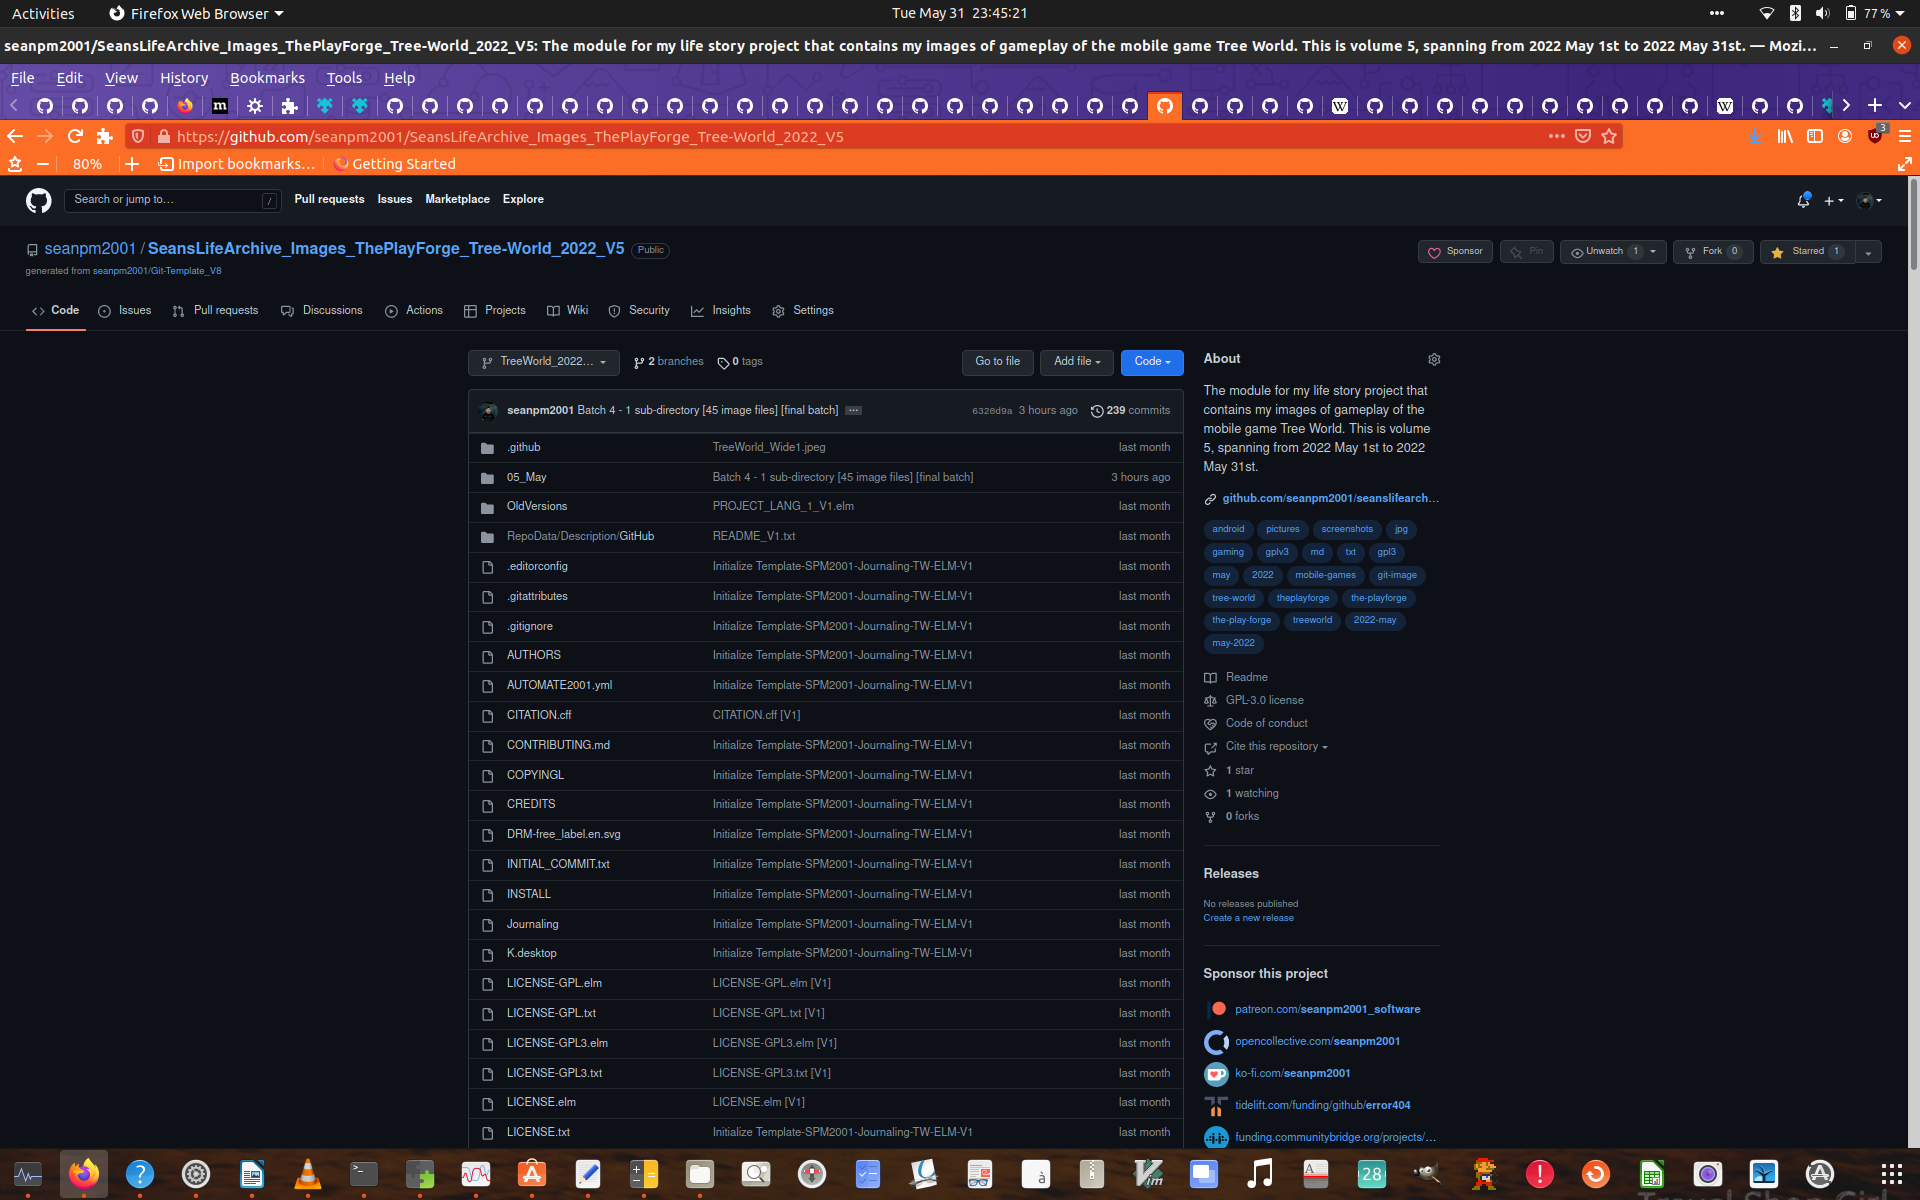 Activities Firefox Web Browser Tue May 31 23:45:21 77 %
seanpm2001/SeansLifeArchive_Images_ThePlayForge_Tree-World_2022_V5: The module for my life story project that contains my images of gameplay of the mobile game Tree World. This is volume 5, spanning from 2022 May 1st to 2022 May 31st. — Mozi…
File Edit View History Bookmarks Tools Help
https://github.com/seanpm2001/SeansLifeArchive_Images_ThePlayForge_Tree-World_2022_V5 3
80% Import bookmarks… Getting Started
Search or jump to… / Pull requests Issues Marketplace Explore
seanpm2001 / SeansLifeArchive_Images_ThePlayForge_Tree-World_2022_V5 Public Sponsor Pin Unwatch 1 Fork 0 Starred 1
generated from seanpm2001/Git-Template_V8
Code Issues Pull requests Discussions Actions Projects Wiki Security Insights Settings
TreeWorld_2022… 2 branches 0 tags Go to file Add file Code
seanpm2001 Batch 4 - 1 sub-directory [45 image files] [final batch] … 6320d9a 3 hours ago 239 commits
.github TreeWorld_Wide1.jpeg last month
05_May Batch 4 - 1 sub-directory [45 image files] [final batch] 3 hours ago
OldVersions PROJECT_LANG_1_V1.elm last month
RepoData/Description/GitHub README_V1.txt last month
.editorconfig Initialize Template-SPM2001-Journaling-TW-ELM-V1 last month
.gitattributes Initialize Template-SPM2001-Journaling-TW-ELM-V1 last month
.gitignore Initialize Template-SPM2001-Journaling-TW-ELM-V1 last month
AUTHORS Initialize Template-SPM2001-Journaling-TW-ELM-V1 last month
AUTOMATE2001.yml Initialize Template-SPM2001-Journaling-TW-ELM-V1 last month
CITATION.cff CITATION.cff [V1] last month
CONTRIBUTING.md Initialize Template-SPM2001-Journaling-TW-ELM-V1 last month
COPYINGL Initialize Template-SPM2001-Journaling-TW-ELM-V1 last month
CREDITS Initialize Template-SPM2001-Journaling-TW-ELM-V1 last month
DRM-free_label.en.svg Initialize Template-SPM2001-Journaling-TW-ELM-V1 last month
INITIAL_COMMIT.txt Initialize Template-SPM2001-Journaling-TW-ELM-V1 last month
INSTALL Initialize Template-SPM2001-Journaling-TW-ELM-V1 last month
Journaling Initialize Template-SPM2001-Journaling-TW-ELM-V1 last month
K.desktop Initialize Template-SPM2001-Journaling-TW-ELM-V1 last month
LICENSE-GPL.elm LICENSE-GPL.elm [V1] last month
LICENSE-GPL.txt LICENSE-GPL.txt [V1] last month
LICENSE-GPL3.elm LICENSE-GPL3.elm [V1] last month
LICENSE-GPL3.txt LICENSE-GPL3.txt [V1] last month
LICENSE.elm LICENSE.elm [V1] last month
LICENSE.txt Initialize Template-SPM2001-Journaling-TW-ELM-V1 last month
About
The module for my life story project that
contains my images of gameplay of the
mobile game Tree World. This is volume
5, spanning from 2022 May 1st to 2022
May 31st.
github.com/seanpm2001/seanslifearch…
android pictures screenshots jpg
gaming gplv3 md txt gpl3
may 2022 mobile-games git-image
tree-world theplayforge the-playforge
the-play-forge treeworld 2022-may
may-2022
Readme
GPL-3.0 license
Code of conduct
Cite this repository
1 star
1 watching
0 forks
Releases
No releases published
Create a new release
Sponsor this project
patreon.com/seanpm2001_software
opencollective.com/seanpm2001
ko-fi.com/seanpm2001
tidelift.com/funding/github/error404
funding.communitybridge.org/projects/…
28